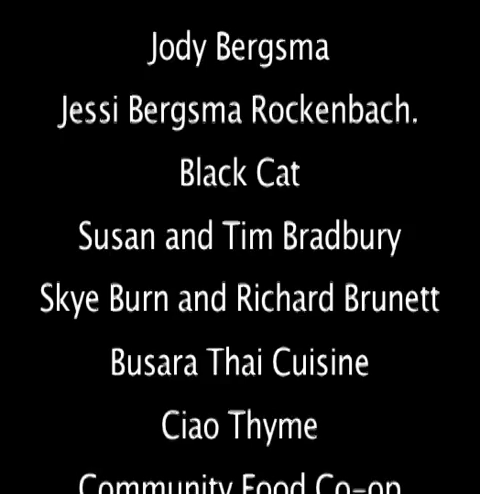 Jody Bergsma
Jessi Bergsma Rockenbach.
Black Cat
Susan and Tim Bradbury
Skye Burn and Richard Brunett
Busara Thai Cuisine
Ciao Thyme
Community Food Co-op